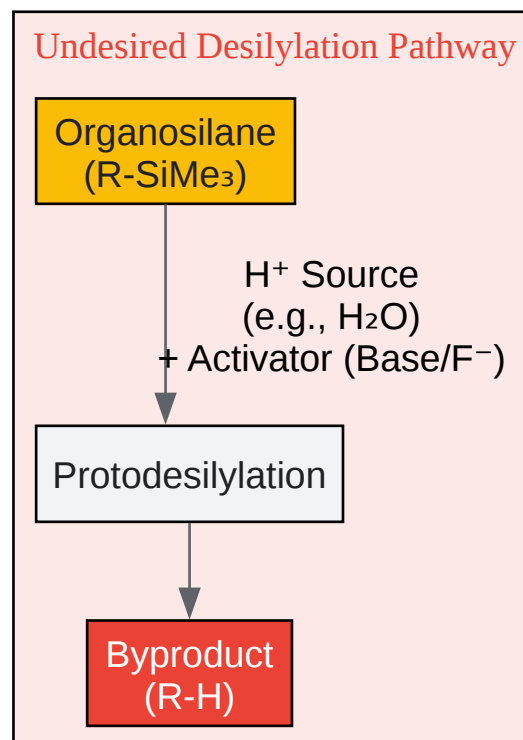 Undesired Desilylation Pathway
Organosilane
(R-SiMe₃)
H⁺ Source
(e.g., H₂O)
+ Activator (Base/F⁻)
Protodesilylation
Byproduct
(R-H)